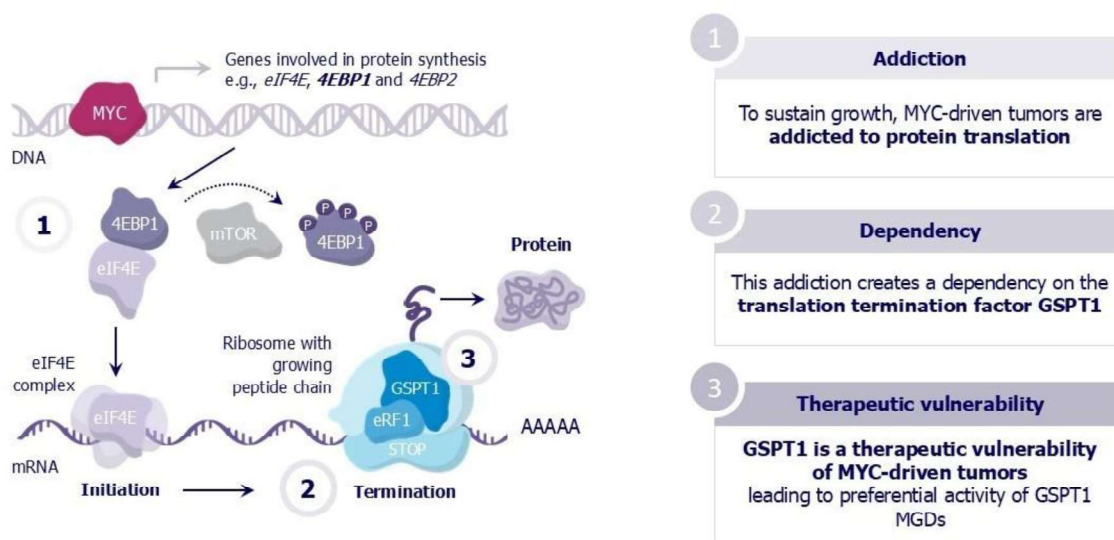 Genes involved in protein synthesis
e.g., eIF4E, 4EBP1 and 4EBP2
MYC
DNA
1
4EBP1
eIF4E
mTOR
P
P
P
P
4EBP1
Protein
eIF4E
complex
eIF4E
mRNA
Initiation
2
Ribosome with
growing
peptide chain
3
GSPT1
eRF1
STOP
AAAAA
Termination
1
Addiction
To sustain growth, MYC-driven tumors are
addicted to protein translation
2
Dependency
This addiction creates a dependency on the
translation termination factor GSPT1
3
Therapeutic vulnerability
GSPT1 is a therapeutic vulnerability
of MYC-driven tumors
leading to preferential activity of GSPT1
MGDs